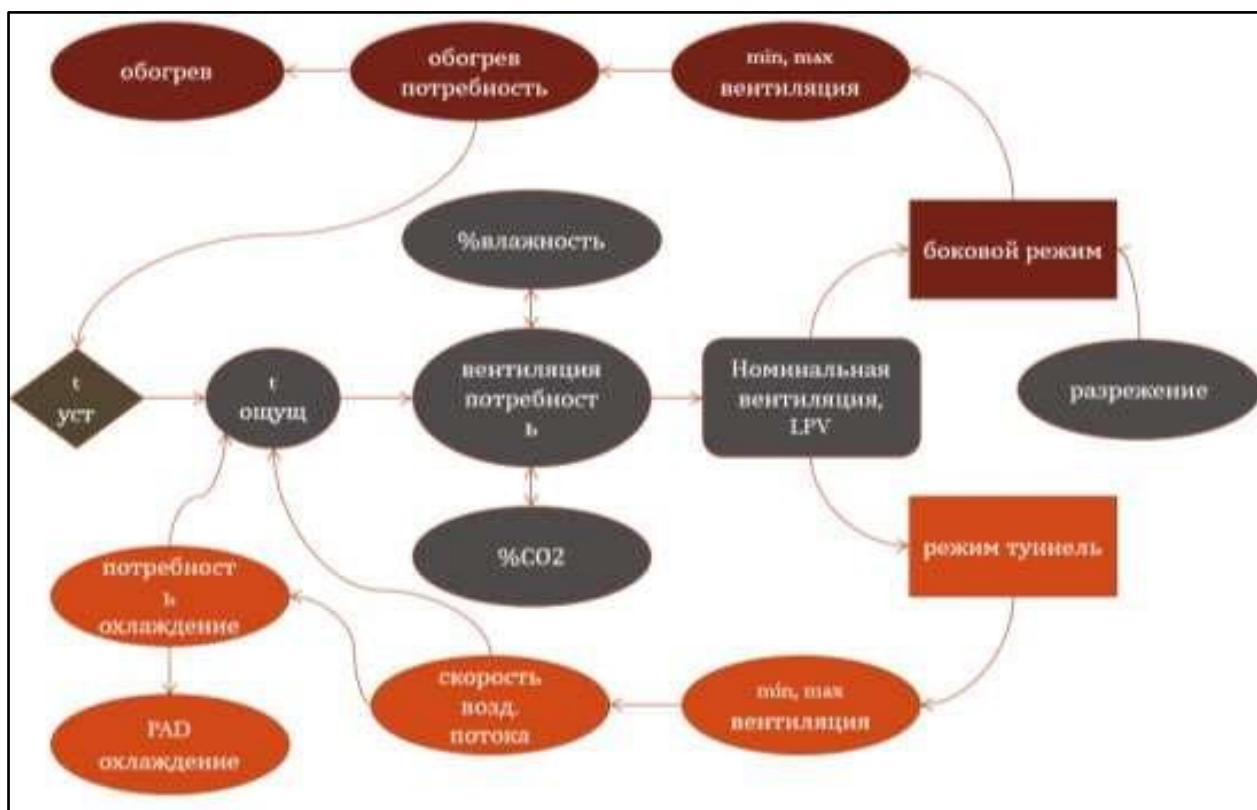 обогрев
обогрев
потребность
min, max
вентиляция
%влажность
боковой режим
t
уст
t
ощущ
вентиляция
потребност
ь
Номинальная
вентиляция,
LPV
разрежение
%CO2
режим туннель
потребност
ь
охлаждение
скорость
возд.
потока
min, max
вентиляция
PAD
охлаждение